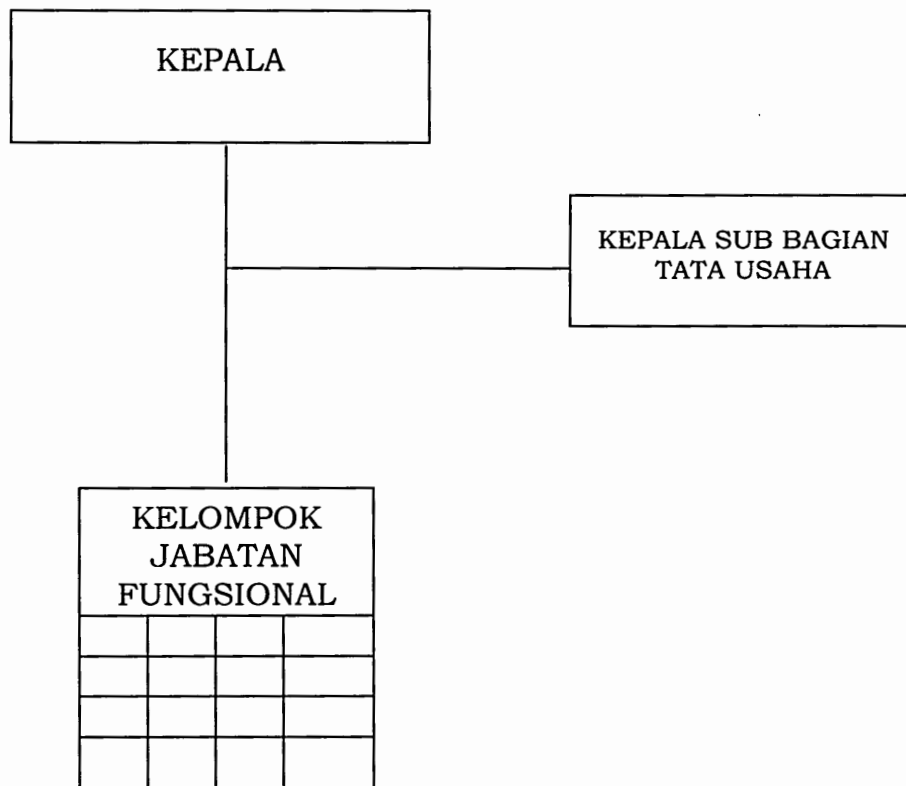 KEPALA
KEPALA SUB BAGIAN
TATA USAHA
KELOMPOK
JABATAN
FUNGSIONAL